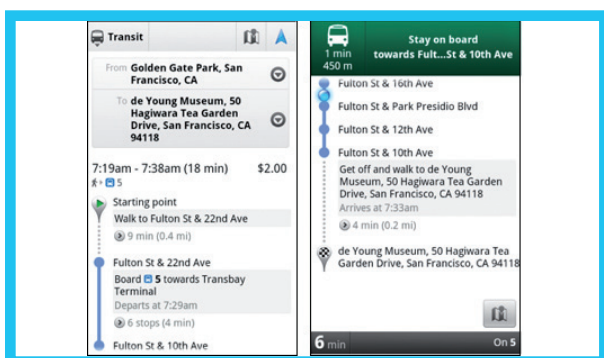 Transit
From Golden Gate Park, San
Francisco, CA
To de Young Museum, 50
Hagiwara Tea Garden
Drive, San Francisco, CA
94118
7:19am - 7:38am (18 min) $2.00
5
Starting point
Walk to Fulton St & 22nd Ave
9 min (0.4 mi)
Fulton St & 22nd Ave
Board 5 towards Transbay
Terminal
Departs at 7:29am
6 stops (4 min)
Fulton St & 10th Ave
1 min
450 m
Stay on board
towards Fult...St & 10th Ave
Fulton St & 16th Ave
Fulton St & Park Presidio Blvd
Fulton St & 12th Ave
Fulton St & 10th Ave
Get off and walk to de Young
Museum, 50 Hagiwara Tea Garden
Drive, San Francisco, CA 94118
Arrives at 7:33am
4 min (0.2 mi)
de Young Museum, 50 Hagiwara Tea
Garden Drive, San Francisco, CA 94118
6 min On 5